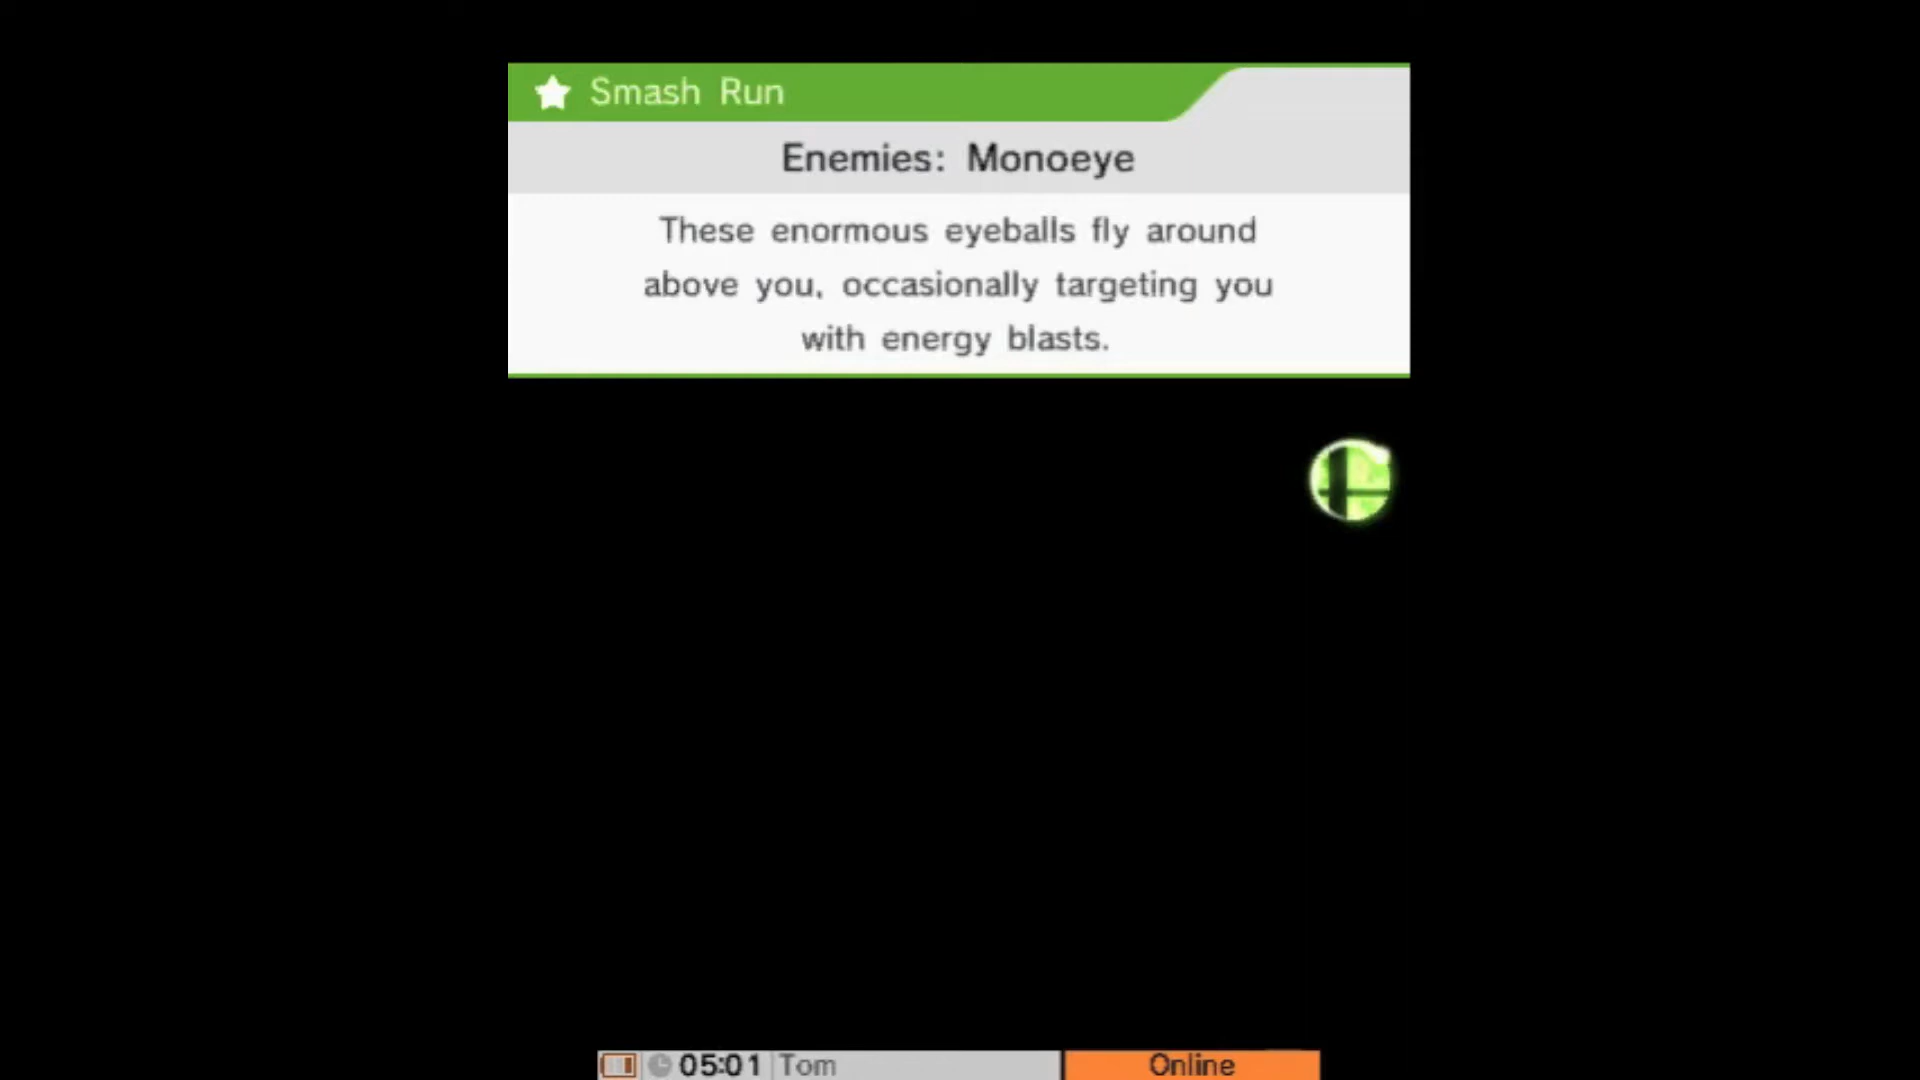 Smash Run
Enemies: Monoeye
These enormous eyeballs fly around
above you, occasionally targeting you
with energy blasts.
05:01 Tom Online